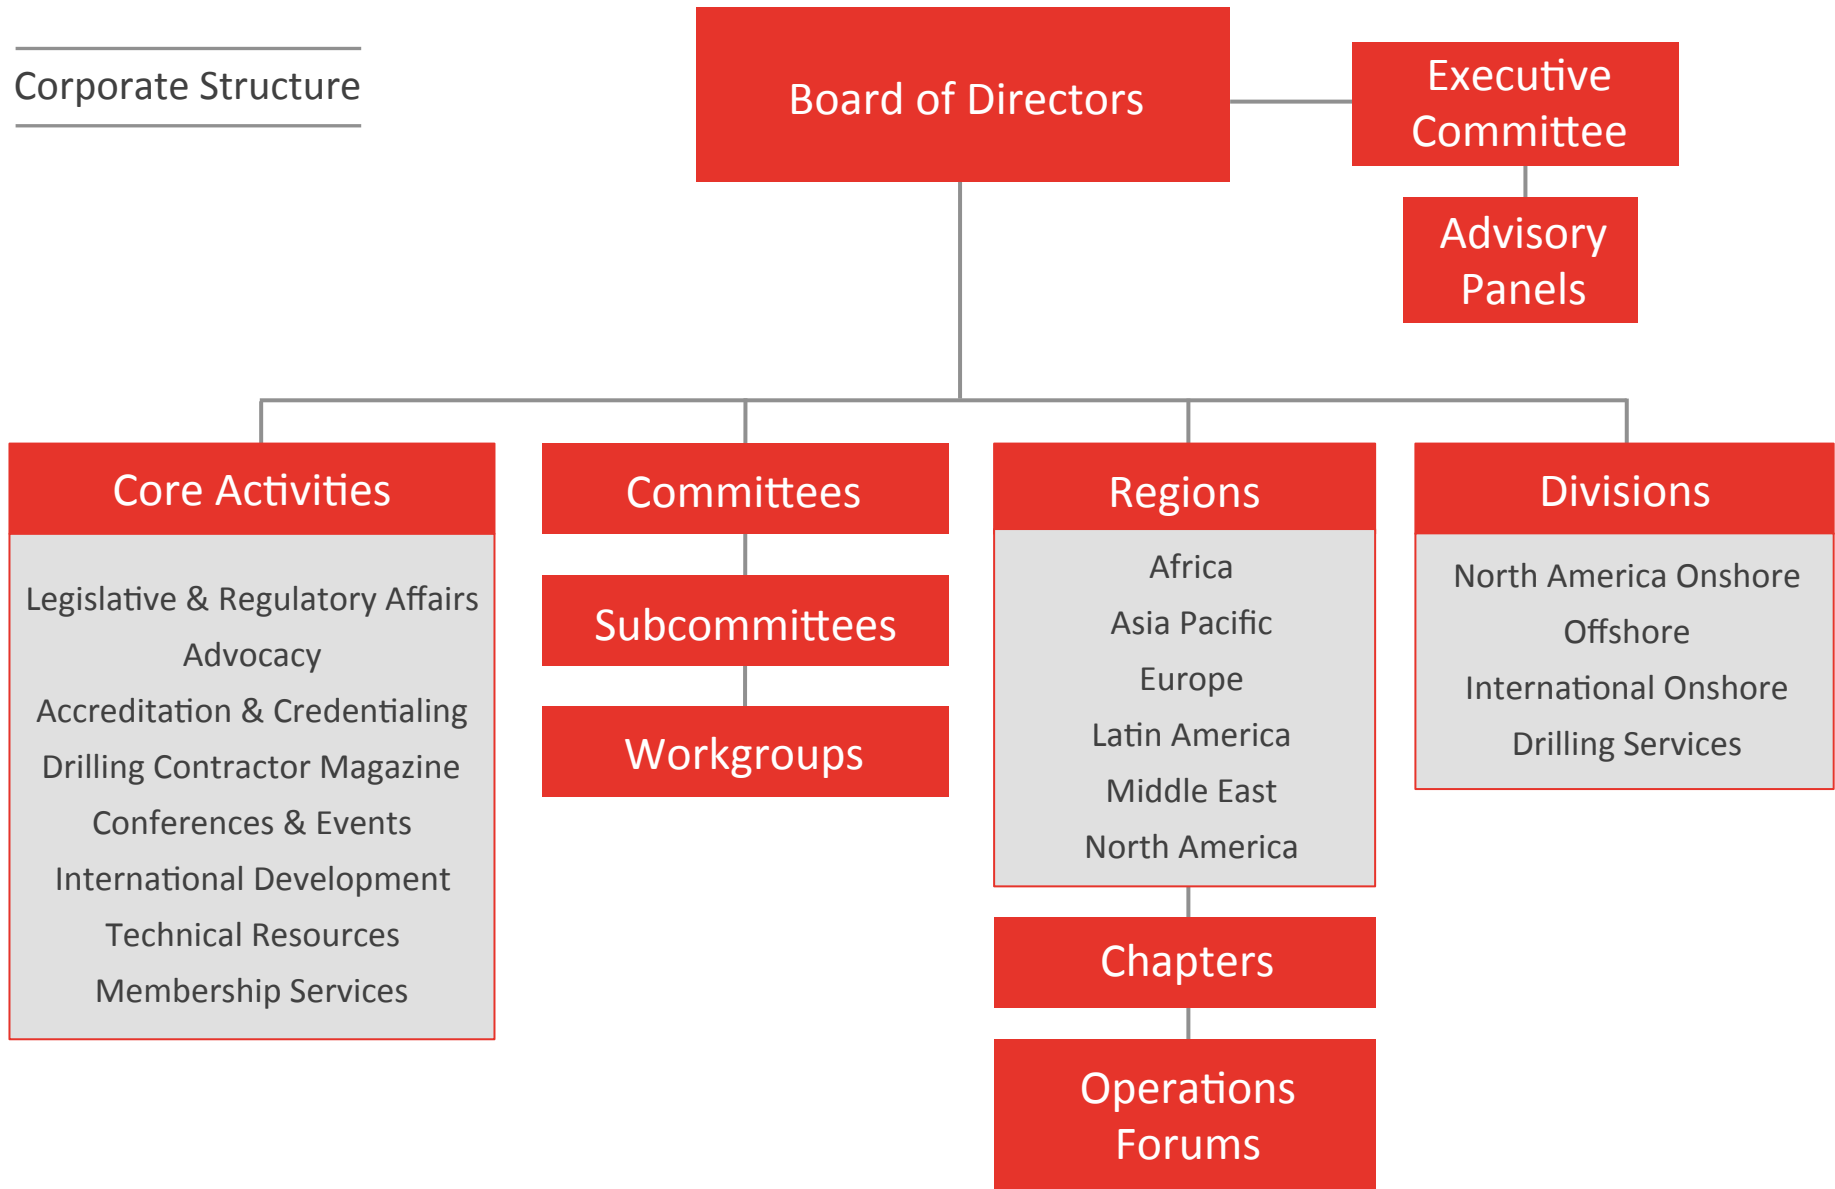 Corporate Structure
Board of Directors
Executive
Committee
Advisory
Panels
Core Activities
Legislative & Regulatory Affairs
Advocacy
Accreditation & Credentialing
Drilling Contractor Magazine
Conferences & Events
International Development
Technical Resources
Membership Services
Committees
Subcommittees
Workgroups
Regions
Africa
Asia Pacific
Europe
Latin America
Middle East
North America
Chapters
Operations
Forums
Divisions
North America Onshore
Offshore
International Onshore
Drilling Services